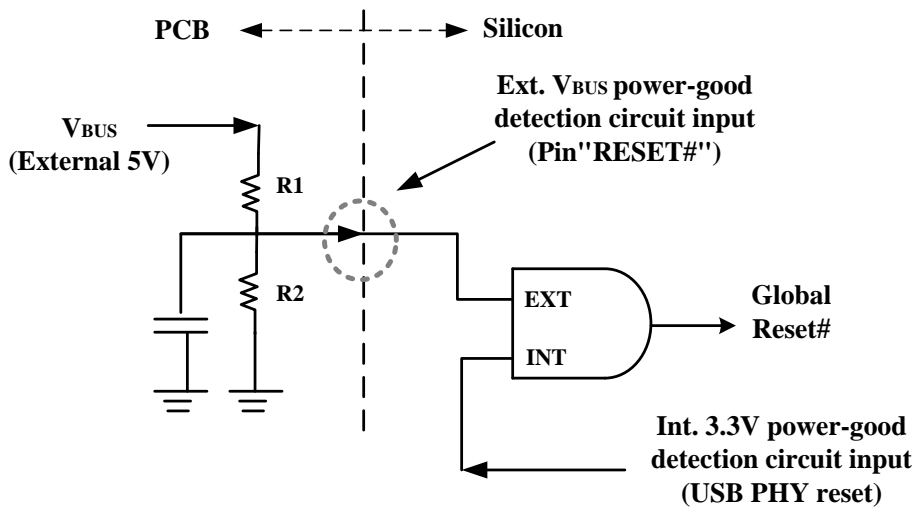 PCB
Silicon
Ext. VBUS power-good
detection circuit input
(Pin"RESET#")
VBUS
(External 5V)
R1
R2
EXT
INT
Global
Reset#
Int. 3.3V power-good
detection circuit input
(USB PHY reset)